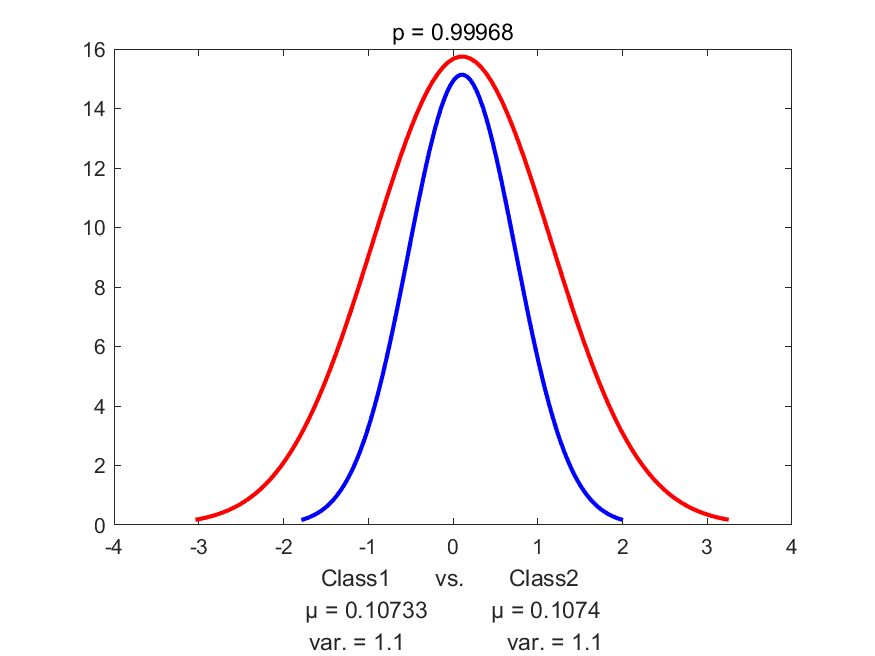 p = 0.99968
16
14
12
10
8
6
4
2
0
-4 -3 -2 -1 0 1 2 3 4
Class1 vs. Class2
μ = 0.10733 μ = 0.1074
var. = 1.1 var. = 1.1